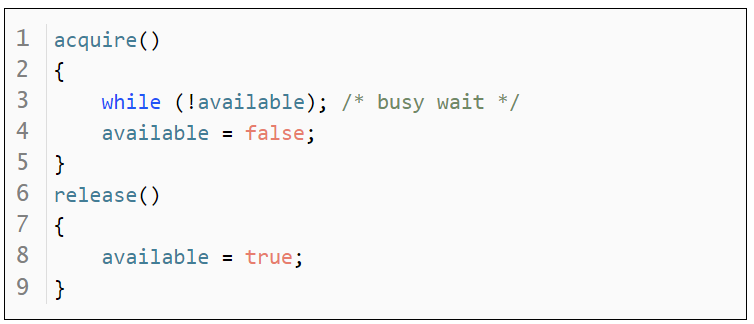 1 acquire()
2 {
3     while (!available); /* busy wait */
4     available = false;
5 }
6 release()
7 {
8     available = true;
9 }